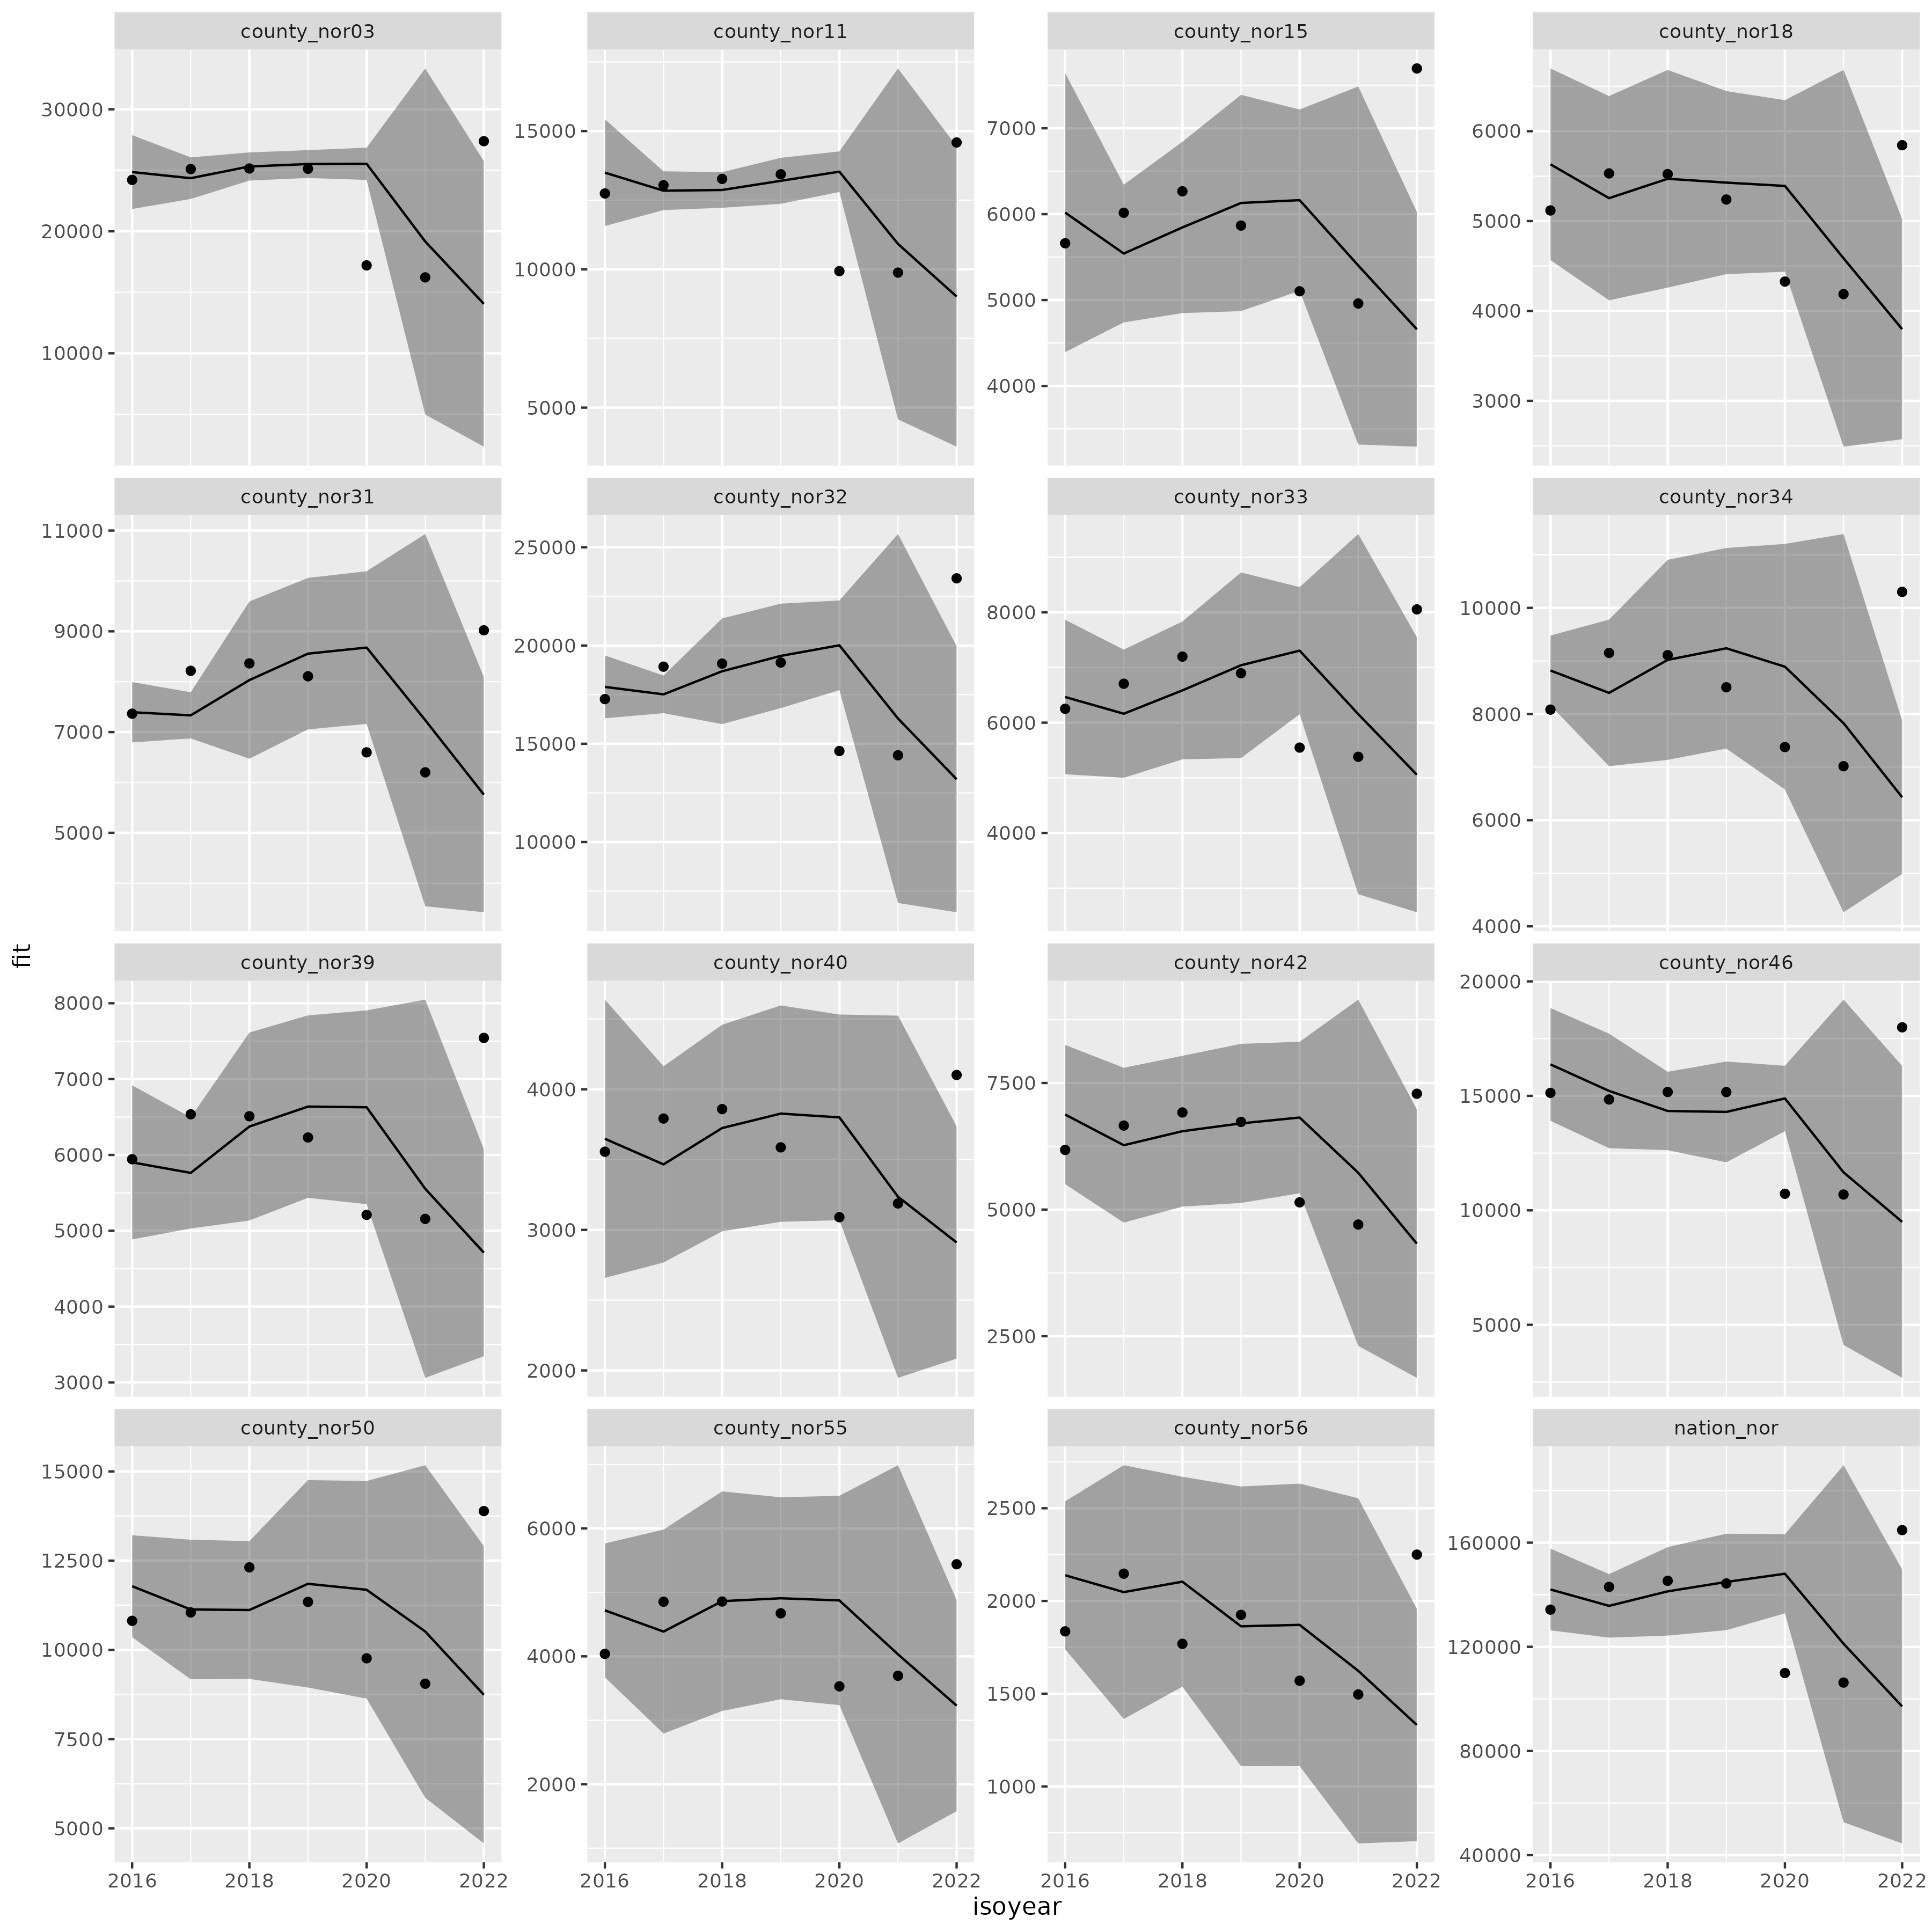 county_nor03 county_nor11 county_nor15 county_nor18
30000 20000 10000
15000 10000 5000
7000 6000 5000 4000
6000 5000 4000 3000
county_nor31 county_nor32 county_nor33 county_nor34
11000 9000 7000 5000
25000 20000 15000 10000
8000 6000 4000
10000 8000 6000 4000
fit
county_nor39 county_nor40 county_nor42 county_nor46
8000 7000 6000 5000 4000 3000
4000 3000 2000
7500 5000 2500
20000 15000 10000 5000
county_nor50 county_nor55 county_nor56 nation_nor
15000 12500 10000 7500 5000
6000 4000 2000
2500 2000 1500 1000
160000 120000 80000 40000
2016 2018 2020 2022 2016 2018 2020 2022 2016 2018 2020 2022 2016 2018 2020 2022
isoyear